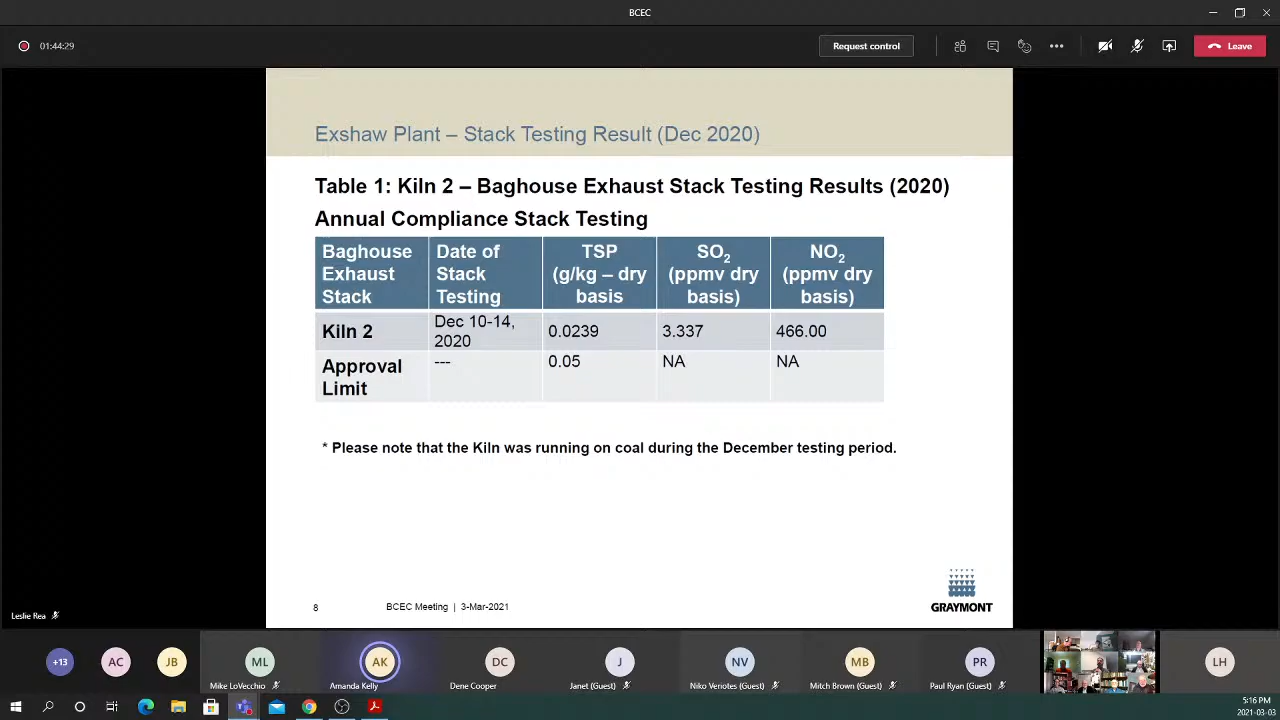 BCEC
01:44:29
Request control
Leave
Exshaw Plant – Stack Testing Result (Dec 2020)
Table 1: Kiln 2 – Baghouse Exhaust Stack Testing Results (2020)
Annual Compliance Stack Testing
Baghouse Exhaust Stack
Date of Stack Testing
TSP (g/kg – dry basis
SO2 (ppmv dry basis)
NO2 (ppmv dry basis)
Kiln 2
Dec 10-14, 2020
0.0239
3.337
466.00
Approval Limit
---
0.05
NA
NA
* Please note that the Kiln was running on coal during the December testing period.
8
BCEC Meeting | 3-Mar-2021
GRAYMONT
Leslie Rea
+13
AC
JB
ML
Mike LoVecchio
AK
Amanda Kelly
DC
Dene Cooper
J
Janet (Guest)
NV
Niko Veriotes (Guest)
MB
Mitch Brown (Guest)
PR
Paul Ryan (Guest)
LH
5:16 PM
2021-03-03